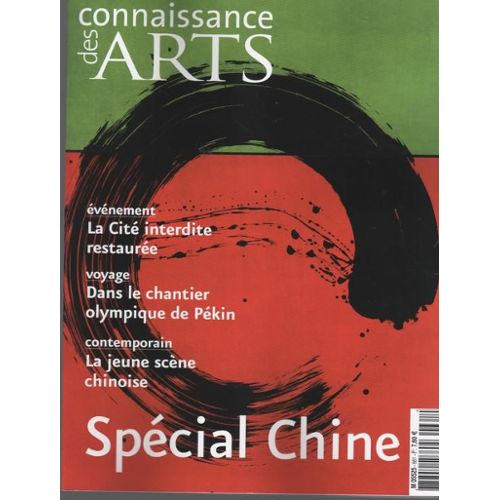 connaissance
des ARTS
événement
La Cité interdite
restaurée
voyage
Dans le chantier
olympique de Pékin
contemporain
La jeune scène
chinoise
Spécial Chine